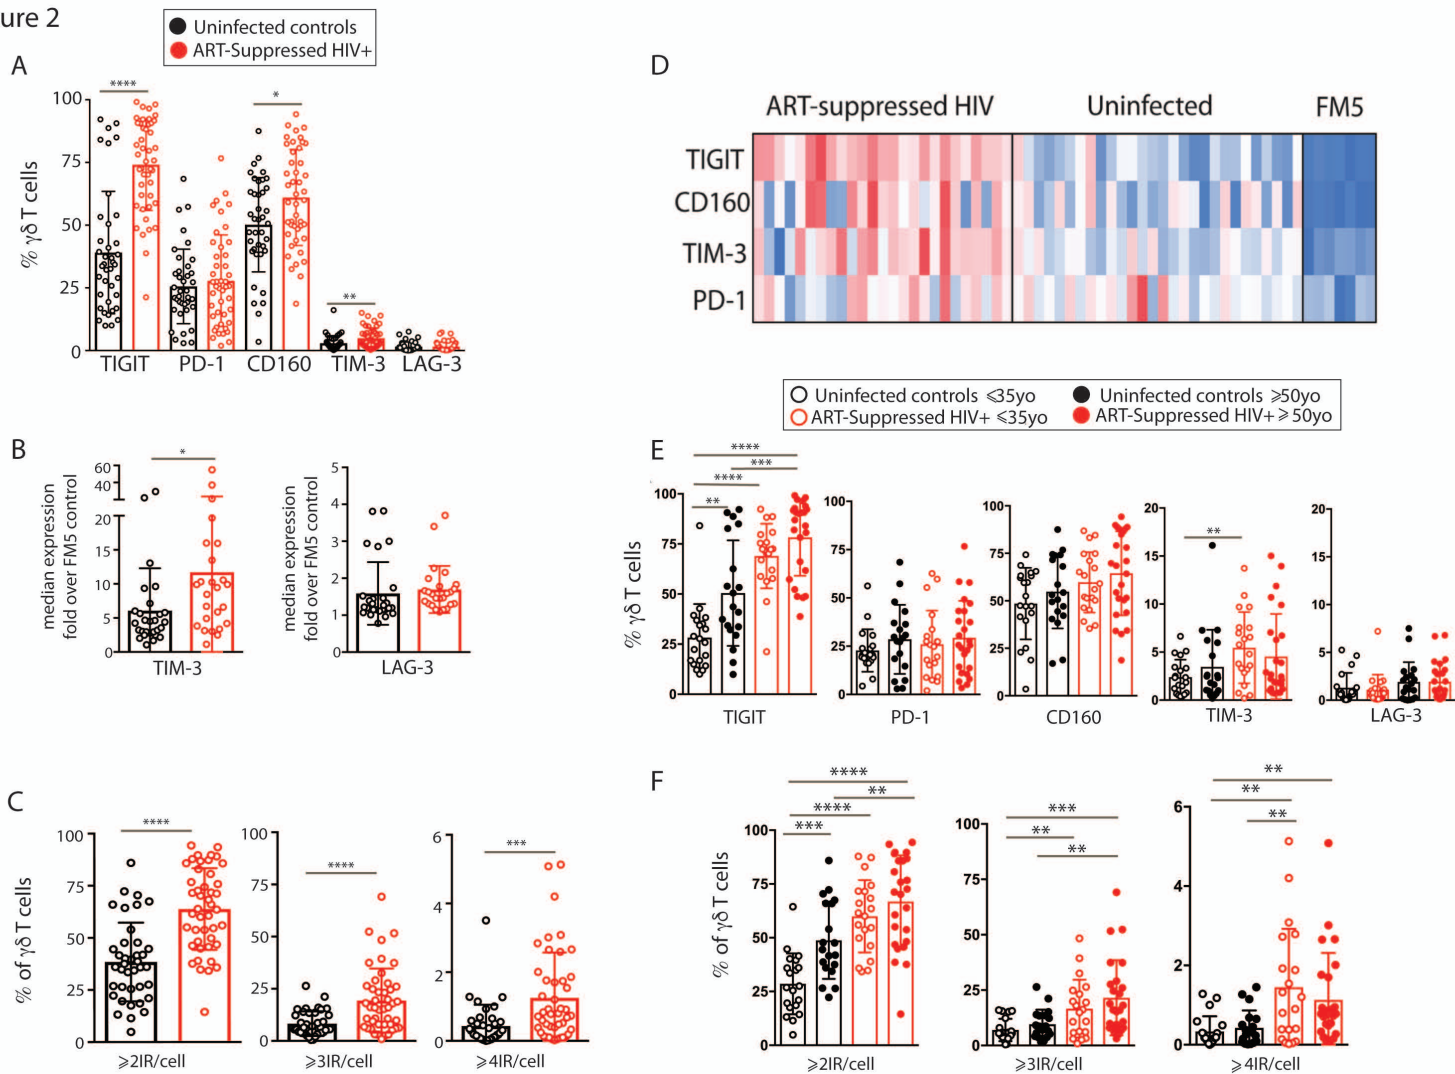 ure 2
Uninfected controls
ART-Suppressed HIV+
A
****
*
**
% γδ T cells
100
75
50
25
0
TIGIT
PD-1
CD160
TIM-3
LAG-3
B
*
median expression
fold over FM5 control
60
40
20
15
10
5
0
TIM-3
median expression
fold over FM5 control
5
4
3
2
1
0
LAG-3
C
% of γδ T cells
****
100
75
50
25
0
⩾2IR/cell
****
100
75
50
25
0
⩾3IR/cell
***
6
4
2
0
⩾4IR/cell
D
ART-suppressed HIV
Uninfected
FM5
TIGIT
CD160
TIM-3
PD-1
Uninfected controls ⩽35yo
Uninfected controls ⩾50yo
ART-Suppressed HIV+ ⩽35yo
ART-Suppressed HIV+ ⩾50yo
E
% γδ T cells
****
***
****
**
100
75
50
25
0
TIGIT
100
75
50
25
0
PD-1
100
75
50
25
0
CD160
**
20
15
10
5
0
TIM-3
20
15
10
5
0
LAG-3
F
% of γδ T cells
****
**
****
***
100
75
50
25
0
⩾2IR/cell
***
**
**
100
75
50
25
0
⩾3IR/cell
**
**
**
6
4
2
0
⩾4IR/cell